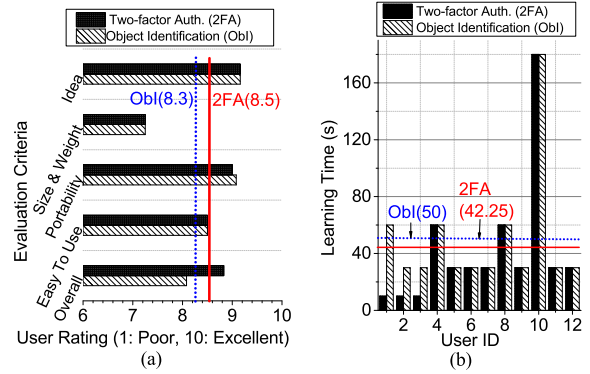 Two-factor Auth. (2FA)
Object Identification (ObI)
(a)
Evaluation Criteria
Idea
Size & Weight
Portability
Easy To Use
Overall
ObI(8.3)
2FA(8.5)
6 7 8 9 10
User Rating (1: Poor, 10: Excellent)
(a)
Two-factor Auth. (2FA)
Object Identification (ObI)
Learning Time (s)
160
120
80
40
0
2FA
(42.25)
ObI(50)
2 4 6 8 10 12
User ID
(b)